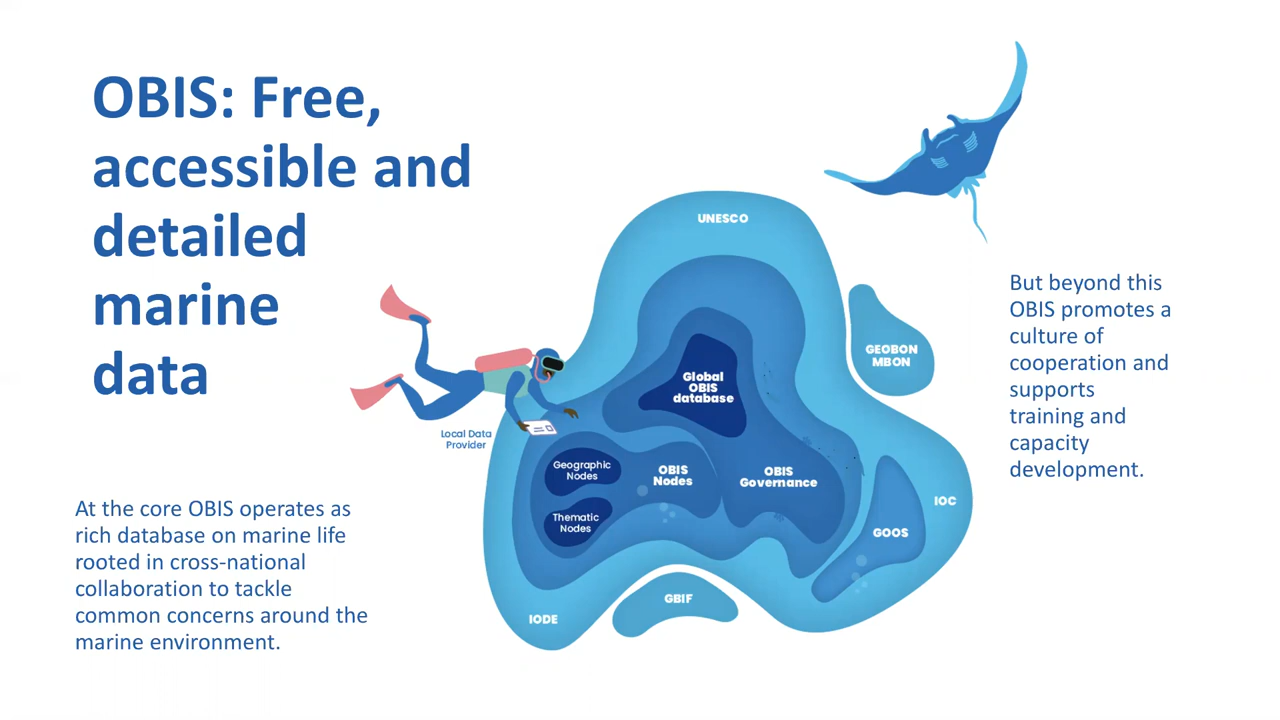 OBIS: Free,
accessible and
detailed
marine
data
UNESCO
But beyond this
OBIS promotes a
culture of
cooperation and
supports
training and
capacity
development.
GEOBON
MBON
Global
OBIS
database
Local Data
Provider
Geographic
Nodes
OBIS
Nodes
OBIS
Governance
Thematic
Nodes
IOC
GOOS
At the core OBIS operates as
rich database on marine life
rooted in cross-national
collaboration to tackle
common concerns around the
marine environment.
IODE
GBIF